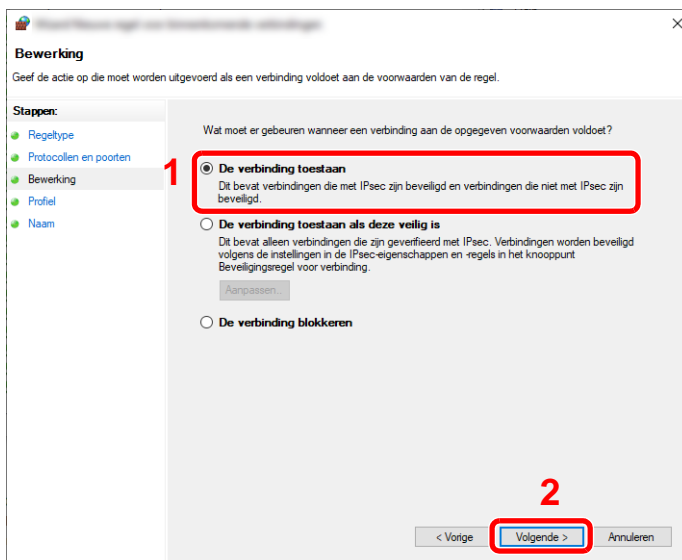 Bewerking
Geef de actie op die moet worden uitgevoerd als een verbinding voldoet aan de voorwaarden van de regel.
Stappen:
Regeltype
Protocollen en poorten
Bewerking
Profiel
Naam
Wat moet er gebeuren wanneer een verbinding aan de opgegeven voorwaarden voldoet?
1
De verbinding toestaan
Dit bevat verbindingen die met IPsec zijn beveiligd en verbindingen die niet met IPsec zijn
beveiligd.
De verbinding toestaan als deze veilig is
Dit bevat alleen verbindingen die zijn geverifieerd met IPsec. Verbindingen worden beveiligd
volgens de instellingen in de IPsec-eigenschappen en -regels in het knooppunt
Beveiligingsregel voor verbinding.
Aanpassen...
De verbinding blokkeren
2
< Vorige
Volgende >
Annuleren